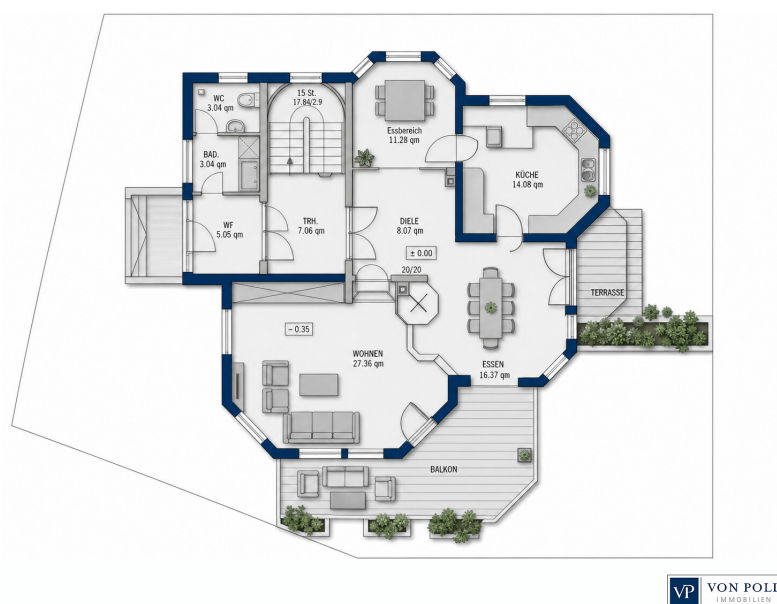 WC
3.04 qm
15 St.
17.84/2.9
Essbereich
11.28 qm
BAD.
3.04 qm
KÜCHE
14.08 qm
WF
5.05 qm
TRH.
7.06 qm
DIELE
8.07 qm
± 0.00
20/20
TERRASSE
− 0.35
WOHNEN
27.36 qm
ESSEN
16.37 qm
BALKON
VP
VON POLL
IMMOBILIEN